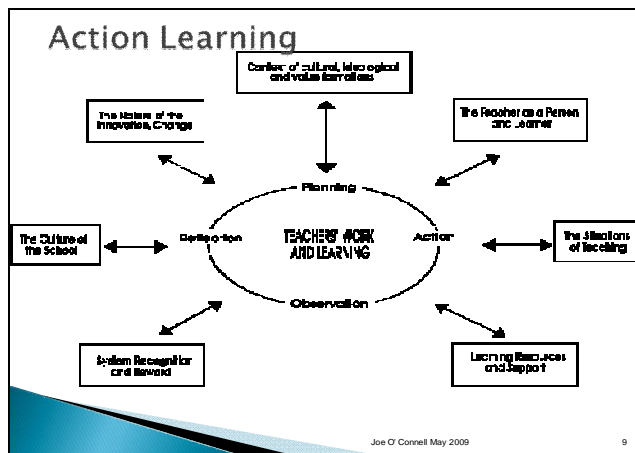 Action Learning
Context of cultural, ideological
and value formations
The Nature of the
Innovation, Change
The Teacher as a Person
and Learner
Planning
The Culture of
the School
Reflection
TEACHERS' WORK
AND LEARNING
Action
The Situations
of Teaching
Observation
System Recognition
and Reward
Learning Resources
and Support
Joe O' Connell May 2009
9